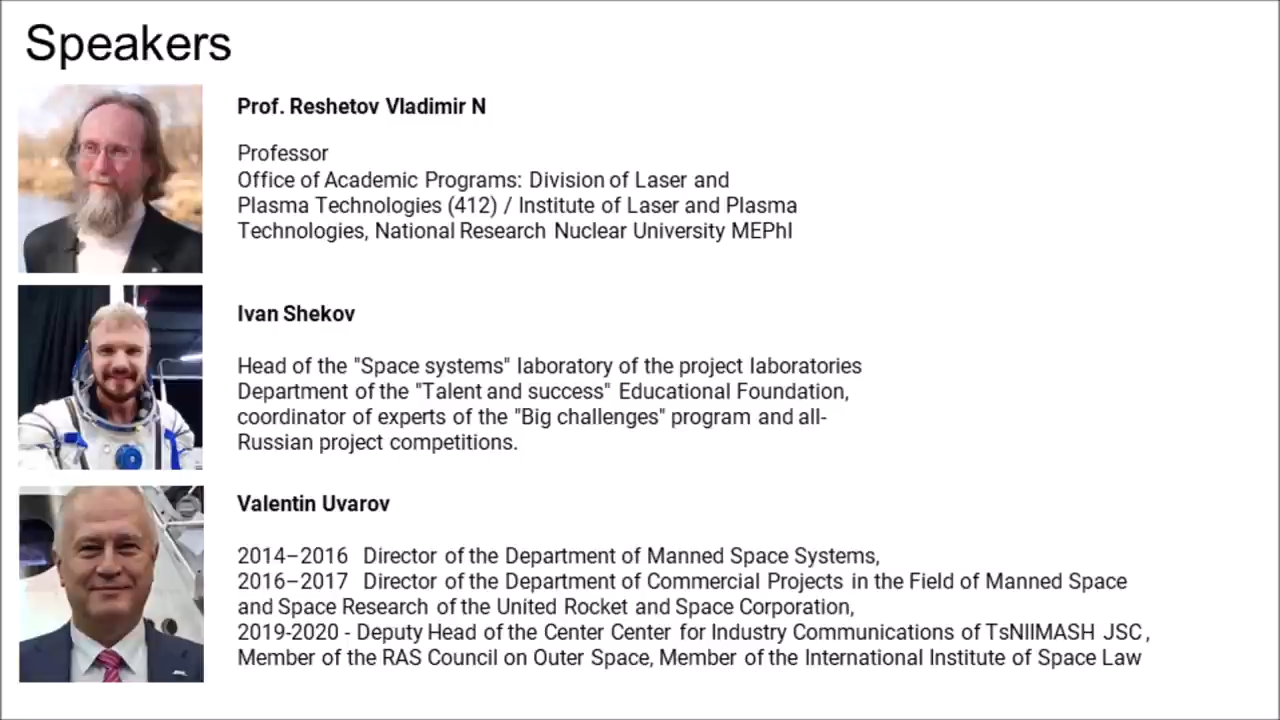 Speakers
Prof. Reshetov Vladimir N
Professor
Office of Academic Programs: Division of Laser and
Plasma Technologies (412) / Institute of Laser and Plasma
Technologies, National Research Nuclear University MEPhI
Ivan Shekov
Head of the "Space systems" laboratory of the project laboratories
Department of the "Talent and success" Educational Foundation,
coordinator of experts of the "Big challenges" program and all-
Russian project competitions.
Valentin Uvarov
2014–2016 Director of the Department of Manned Space Systems,
2016–2017 Director of the Department of Commercial Projects in the Field of Manned Space
and Space Research of the United Rocket and Space Corporation,
2019-2020 - Deputy Head of the Center Center for Industry Communications of TsNIIMASH JSC,
Member of the RAS Council on Outer Space, Member of the International Institute of Space Law